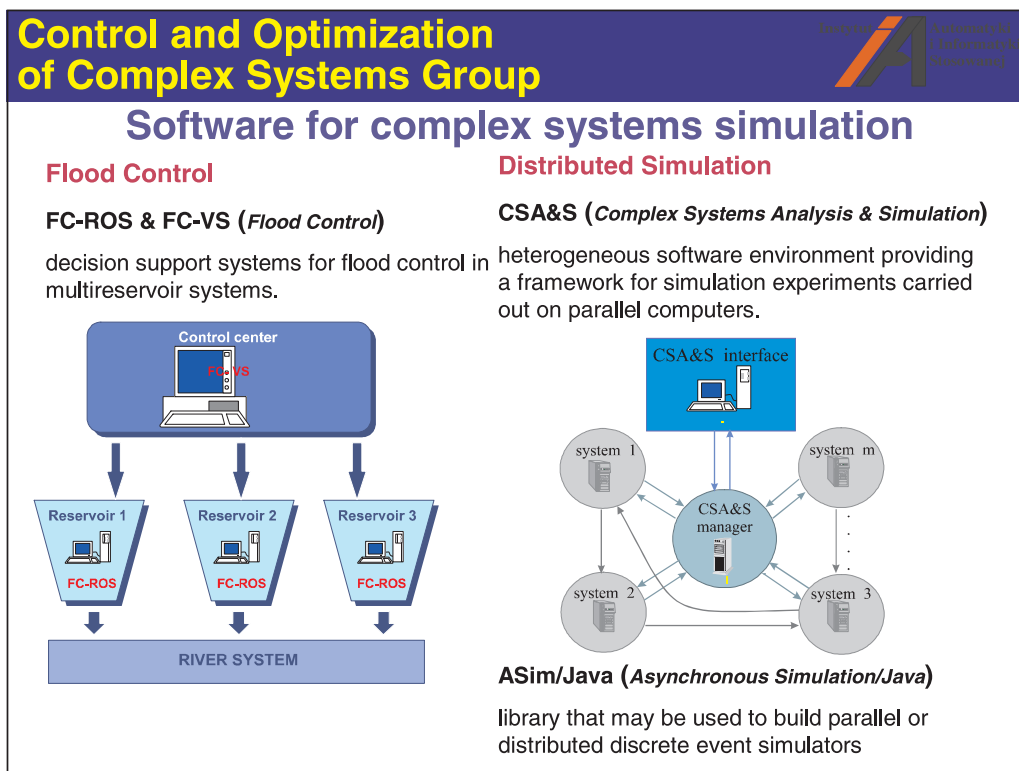 Control and Optimization
of Complex Systems Group
Software for complex systems simulation
Flood Control
FC-ROS & FC-VS (Flood Control)
decision support systems for flood control in
multireservoir systems.
Control center
FC-VS
Reservoir 1
Reservoir 2
Reservoir 3
FC-ROS
FC-ROS
FC-ROS
RIVER SYSTEM
Distributed Simulation
CSA&S (Complex Systems Analysis & Simulation)
heterogeneous software environment providing
a framework for simulation experiments carried
out on parallel computers.
CSA&S interface
system 1
system m
CSA&S
manager
system 2
system 3
ASim/Java (Asynchronous Simulation/Java)
library that may be used to build parallel or
distributed discrete event simulators